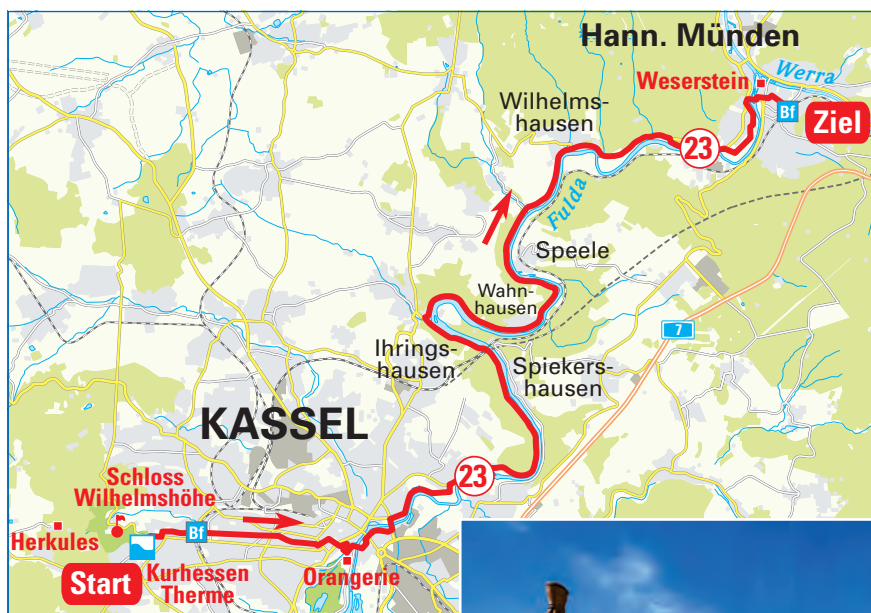 Hann. Münden
Weserstein
Werra
Bf
Ziel
Wilhelms-
hausen
23
Fulda
Speele
Wahn-
hausen
7
Ihrings-
hausen
Spiekers-
hausen
KASSEL
23
Schloss
Wilhelmshöhe
Herkules
Bf
Start
Kurhessen
Therme
Orangerie